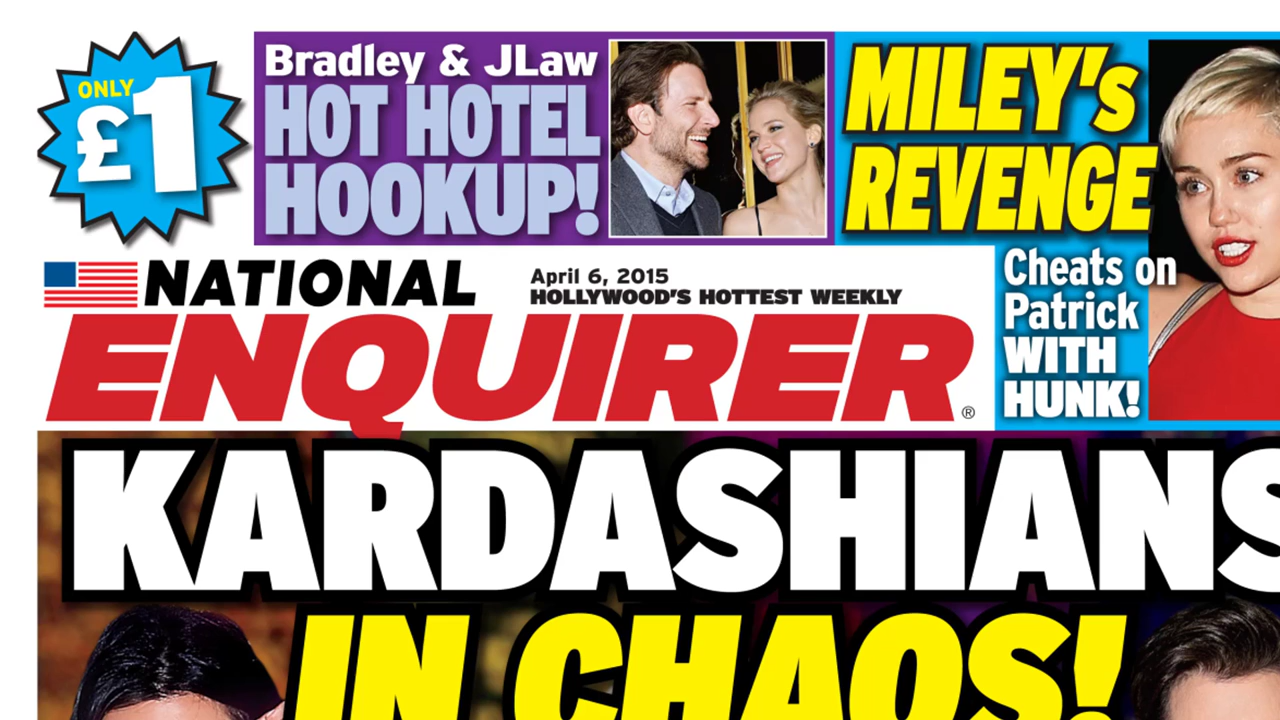 ONLY
£1
Bradley & JLaw
HOT HOTEL
HOOKUP!
MILEY's
REVENGE
Cheats on
Patrick
WITH
HUNK!
NATIONAL
April 6, 2015
HOLLYWOOD'S HOTTEST WEEKLY
ENQUIRER®
KARDASHIANS
IN CHAOS!